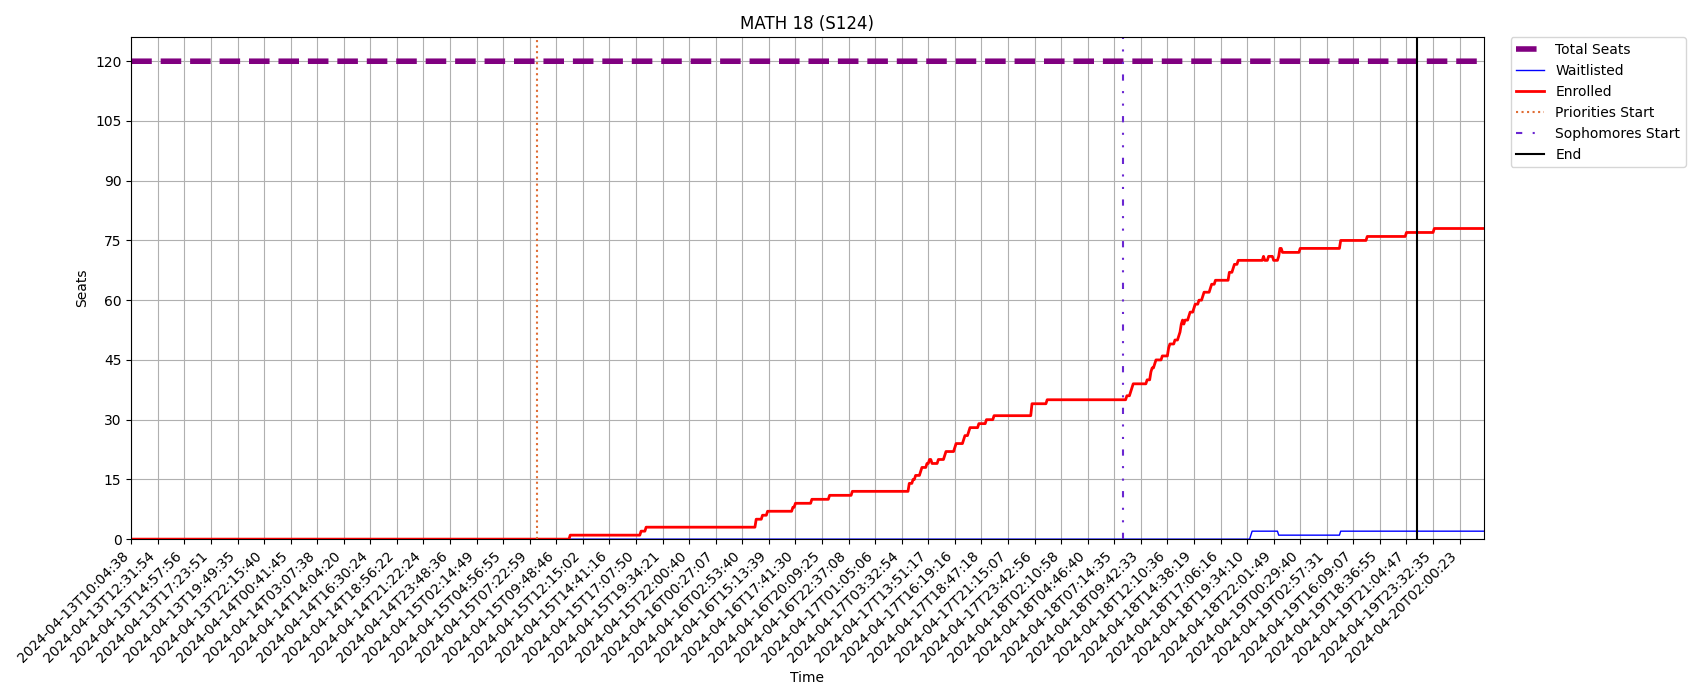 MATH 18 (S124)
120
105
90
75
60
45
30
15
0
Seats
2024-04-13T10:04:38
2024-04-13T12:31:54
2024-04-13T14:57:56
2024-04-13T17:23:51
2024-04-13T19:49:35
2024-04-13T22:15:40
2024-04-14T00:41:45
2024-04-14T03:07:38
2024-04-14T14:04:20
2024-04-14T16:30:24
2024-04-14T18:56:22
2024-04-14T21:22:24
2024-04-14T23:48:36
2024-04-15T02:14:49
2024-04-15T04:56:55
2024-04-15T07:22:59
2024-04-15T09:48:46
2024-04-15T12:15:02
2024-04-15T14:41:16
2024-04-15T17:07:50
2024-04-15T19:34:21
2024-04-15T22:00:40
2024-04-16T00:27:07
2024-04-16T02:53:40
2024-04-16T15:13:39
2024-04-16T17:41:30
2024-04-16T20:09:25
2024-04-16T22:37:08
2024-04-17T01:05:06
2024-04-17T03:32:54
2024-04-17T13:51:17
2024-04-17T16:19:16
2024-04-17T18:47:18
2024-04-17T21:15:07
2024-04-17T23:42:56
2024-04-18T02:10:58
2024-04-18T04:46:40
2024-04-18T07:14:35
2024-04-18T09:42:33
2024-04-18T12:10:36
2024-04-18T14:38:19
2024-04-18T17:06:16
2024-04-18T19:34:10
2024-04-18T22:01:49
2024-04-19T00:29:40
2024-04-19T02:57:31
2024-04-19T16:09:07
2024-04-19T18:36:55
2024-04-19T21:04:47
2024-04-19T23:32:35
2024-04-20T02:00:23
Time
Total Seats
Waitlisted
Enrolled
Priorities Start
Sophomores Start
End